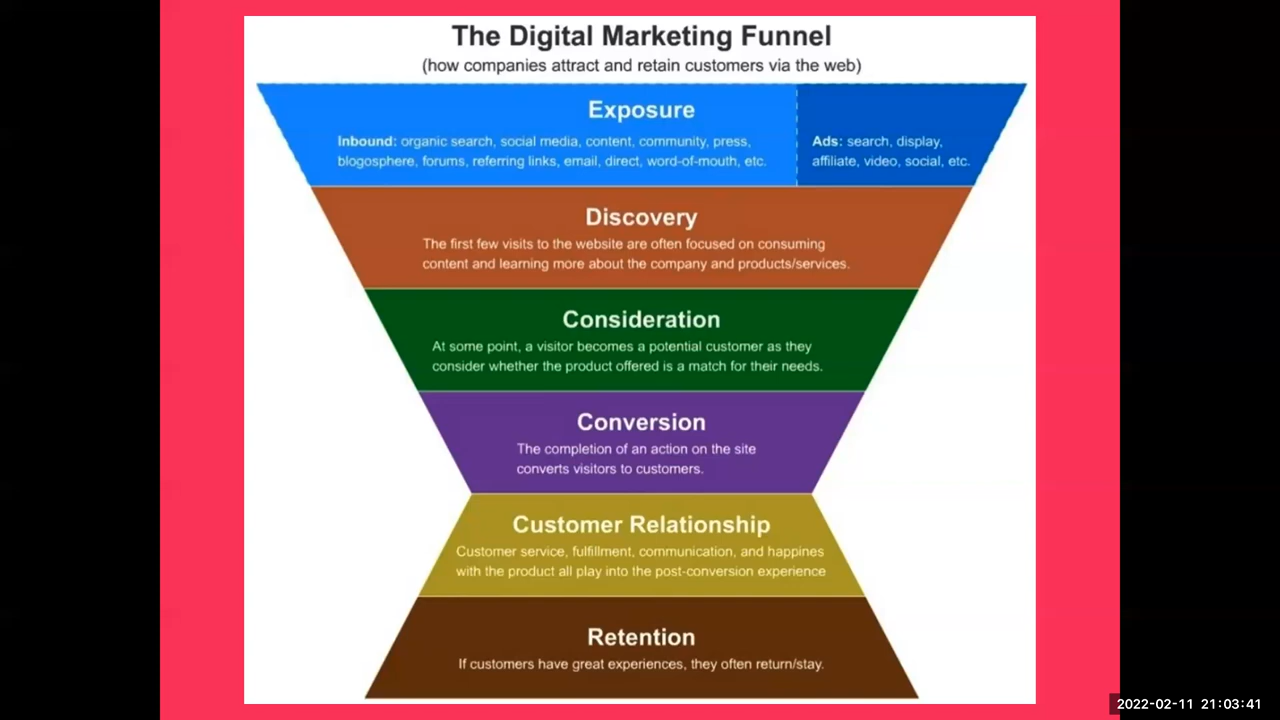 The Digital Marketing Funnel
(how companies attract and retain customers via the web)
Exposure
Inbound: organic search, social media, content, community, press,
blogosphere, forums, referring links, email, direct, word-of-mouth, etc.
Ads: search, display,
affiliate, video, social, etc.
Discovery
The first few visits to the website are often focused on consuming
content and learning more about the company and products/services.
Consideration
At some point, a visitor becomes a potential customer as they
consider whether the product offered is a match for their needs.
Conversion
The completion of an action on the site
converts visitors to customers.
Customer Relationship
Customer service, fulfillment, communication, and happines
with the product all play into the post-conversion experience
Retention
If customers have great experiences, they often return/stay.
2022-02-11 21:03:41